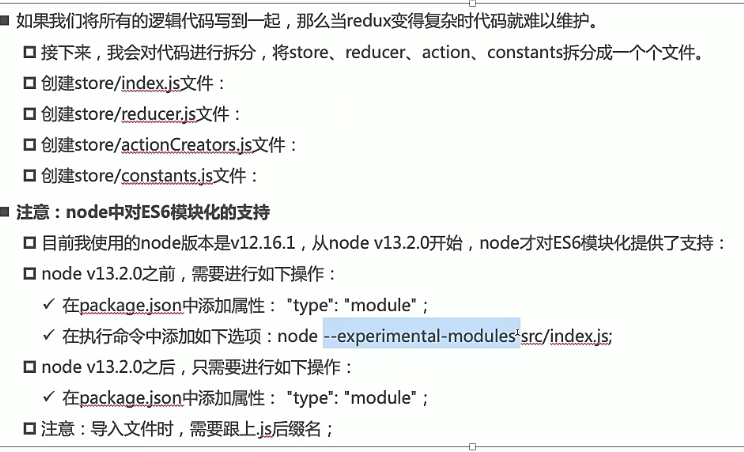 如果我们将所有的逻辑代码写到一起，那么当redux变得复杂时代码就难以维护。
接下来，我会对代码进行拆分，将store、reducer、action、constants拆分成一个个文件。
创建store/index.js文件：
创建store/reducer.js文件：
创建store/actionCreators.js文件：
创建store/constants.js文件：
注意：node中对ES6模块化的支持
目前我使用的node版本是v12.16.1，从node v13.2.0开始，node才对ES6模块化提供了支持：
node v13.2.0之前，需要进行如下操作：
✓ 在package.json中添加属性： "type": "module"；
✓ 在执行命令中添加如下选项：node --experimental-modules src/index.js;
node v13.2.0之后，只需要进行如下操作：
✓ 在package.json中添加属性： "type": "module"；
注意：导入文件时，需要跟上.js后缀名；